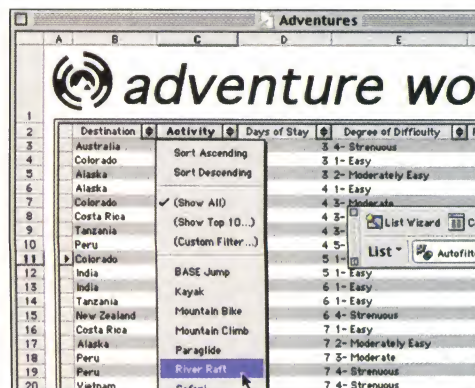 Adventures
A B C D E
adventure wo
1
2 Destination Activity Days of Stay Degree of Difficulty
3 Australia 3 4- Strenuous
4 Colorado 3 1- Easy
5 Alaska 3 2- Moderately Easy
6 Alaska 4 1- Easy
7 Colorado 4 3- Moderate
8 Costa Rica 4 3-
9 Tanzania 4 3-
10 Peru 4 5-
11 Colorado 5 1-
12 India 5 1- Easy
13 India 6 1- Easy
14 Tanzania 6 1- Easy
15 New Zealand 6 4- Strenuous
16 Costa Rica 7 1- Easy
17 Alaska 7 2- Moderately Easy
18 Peru 7 3- Moderate
19 Peru 7 4- Strenuous
20 Vietnam 7 4- Strenuous
Sort Ascending
Sort Descending
✓ (Show All)
(Show Top 10...)
(Custom Filter...)
BASE Jump
Kayak
Mountain Bike
Mountain Climb
Paraglide
River Raft
Safari
List Wizard C
List Autofilte